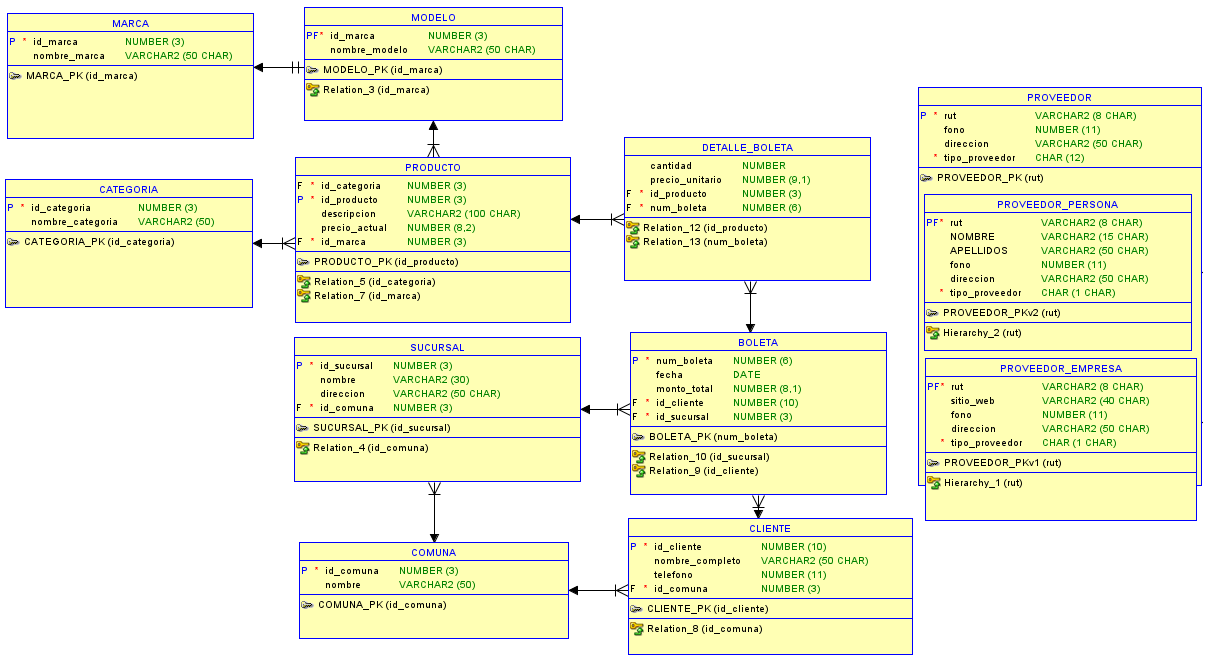 MARCA
P * id_marca NUMBER (3)
nombre_marca VARCHAR2 (50 CHAR)
MARCA_PK (id_marca)
MODELO
PF* id_marca NUMBER (3)
nombre_modelo VARCHAR2 (50 CHAR)
MODELO_PK (id_marca)
Relation_3 (id_marca)
CATEGORIA
P * id_categoria NUMBER (3)
nombre_categoria VARCHAR2 (50)
CATEGORIA_PK (id_categoria)
PRODUCTO
F * id_categoria NUMBER (3)
P * id_producto NUMBER (3)
descripcion VARCHAR2 (100 CHAR)
precio_actual NUMBER (8,2)
F * id_marca NUMBER (3)
PRODUCTO_PK (id_producto)
Relation_5 (id_categoria)
Relation_7 (id_marca)
DETALLE_BOLETA
cantidad NUMBER
precio_unitario NUMBER (9,1)
F * id_producto NUMBER (3)
F * num_boleta NUMBER (6)
Relation_12 (id_producto)
Relation_13 (num_boleta)
PROVEEDOR
P * rut VARCHAR2 (8 CHAR)
fono NUMBER (11)
direccion VARCHAR2 (50 CHAR)
* tipo_proveedor CHAR (12)
PROVEEDOR_PK (rut)
PROVEEDOR_PERSONA
PF* rut VARCHAR2 (8 CHAR)
NOMBRE VARCHAR2 (15 CHAR)
APELLIDOS VARCHAR2 (50 CHAR)
fono NUMBER (11)
direccion VARCHAR2 (50 CHAR)
* tipo_proveedor CHAR (1 CHAR)
PROVEEDOR_PKv2 (rut)
Hierarchy_2 (rut)
PROVEEDOR_EMPRESA
PF* rut VARCHAR2 (8 CHAR)
sitio_web VARCHAR2 (40 CHAR)
fono NUMBER (11)
direccion VARCHAR2 (50 CHAR)
* tipo_proveedor CHAR (1 CHAR)
PROVEEDOR_PKv1 (rut)
Hierarchy_1 (rut)
SUCURSAL
P * id_sucursal NUMBER (3)
nombre VARCHAR2 (30)
direccion VARCHAR2 (50 CHAR)
F * id_comuna NUMBER (3)
SUCURSAL_PK (id_sucursal)
Relation_4 (id_comuna)
BOLETA
P * num_boleta NUMBER (6)
fecha DATE
monto_total NUMBER (8,1)
F * id_cliente NUMBER (10)
F * id_sucursal NUMBER (3)
BOLETA_PK (num_boleta)
Relation_10 (id_sucursal)
Relation_9 (id_cliente)
COMUNA
P * id_comuna NUMBER (3)
nombre VARCHAR2 (50)
COMUNA_PK (id_comuna)
CLIENTE
P * id_cliente NUMBER (10)
nombre_completo VARCHAR2 (50 CHAR)
telefono NUMBER (11)
F * id_comuna NUMBER (3)
CLIENTE_PK (id_cliente)
Relation_8 (id_comuna)